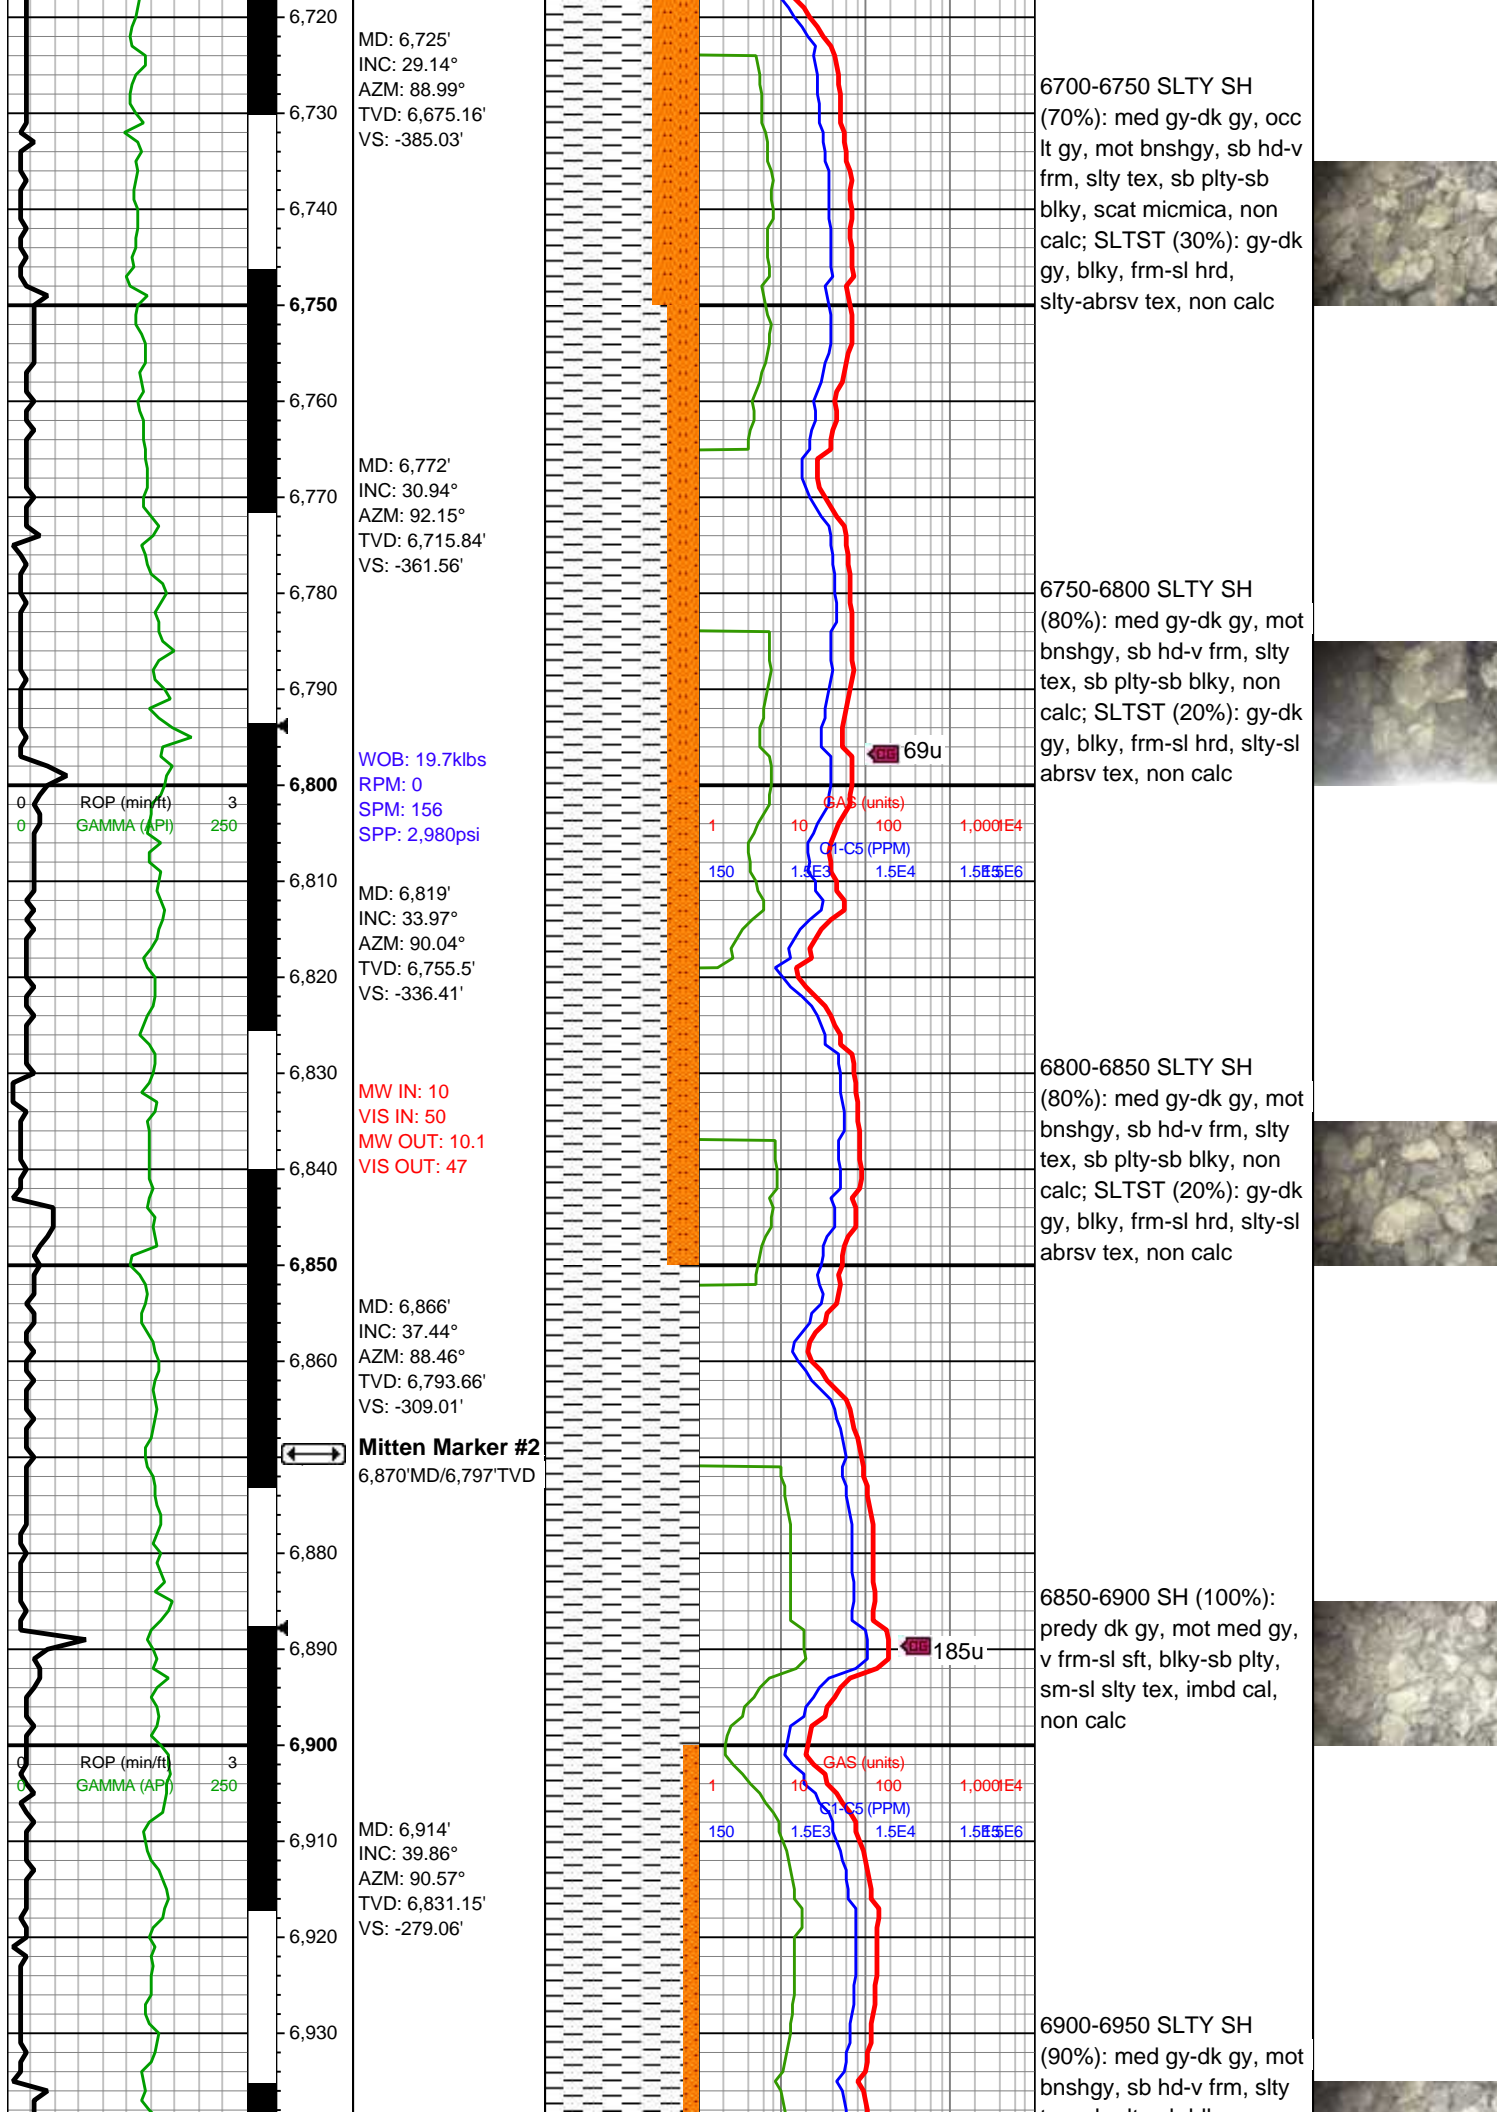 6,720
MD: 6,725'
INC: 29.14°
AZM: 88.99°
TVD: 6,675.16'
VS: -385.03'
6,730
6,740
6,750
6700-6750 SLTY SH
(70%): med gy-dk gy, occ
lt gy, mot bnshgy, sb hd-v
frm, slty tex, sb plty-sb
blky, scat micmica, non
calc; SLTST (30%): gy-dk
gy, blky, frm-sl hrd,
slty-abrsv tex, non calc
6,760
MD: 6,772'
INC: 30.94°
AZM: 92.15°
TVD: 6,715.84'
VS: -361.56'
6,770
6,780
6,790
6750-6800 SLTY SH
(80%): med gy-dk gy, mot
bnshgy, sb hd-v frm, slty
tex, sb plty-sb blky, non
calc; SLTST (20%): gy-dk
gy, blky, frm-sl hrd, slty-sl
abrsv tex, non calc
CG 69u
WOB: 19.7klbs
RPM: 0
SPM: 156
SPP: 2,980psi
6,800
0 ROP (min/ft) 3
0 GAMMA (API) 250
GAS (units)
1 10 100 1,000 1E4
C1-C5 (PPM)
150 1.5E3 1.5E4 1.5E5 1.5E6
6,810
MD: 6,819'
INC: 33.97°
AZM: 90.04°
TVD: 6,755.5'
VS: -336.41'
6,820
6,830
MW IN: 10
VIS IN: 50
MW OUT: 10.1
VIS OUT: 47
6,840
6,850
6800-6850 SLTY SH
(80%): med gy-dk gy, mot
bnshgy, sb hd-v frm, slty
tex, sb plty-sb blky, non
calc; SLTST (20%): gy-dk
gy, blky, frm-sl hrd, slty-sl
abrsv tex, non calc
MD: 6,866'
INC: 37.44°
AZM: 88.46°
TVD: 6,793.66'
VS: -309.01'
6,860
Mitten Marker #2
6,870'MD/6,797'TVD
6,880
6,890
CG 185u
6850-6900 SH (100%):
predy dk gy, mot med gy,
v frm-sl sft, blky-sb plty,
sm-sl slty tex, imbd cal,
non calc
6,900
0 ROP (min/ft) 3
0 GAMMA (API) 250
GAS (units)
1 10 100 1,000 1E4
C1-C5 (PPM)
150 1.5E3 1.5E4 1.5E5 1.5E6
6,910
MD: 6,914'
INC: 39.86°
AZM: 90.57°
TVD: 6,831.15'
VS: -279.06'
6,920
6,930
6900-6950 SLTY SH
(90%): med gy-dk gy, mot
bnshgy, sb hd-v frm, slty